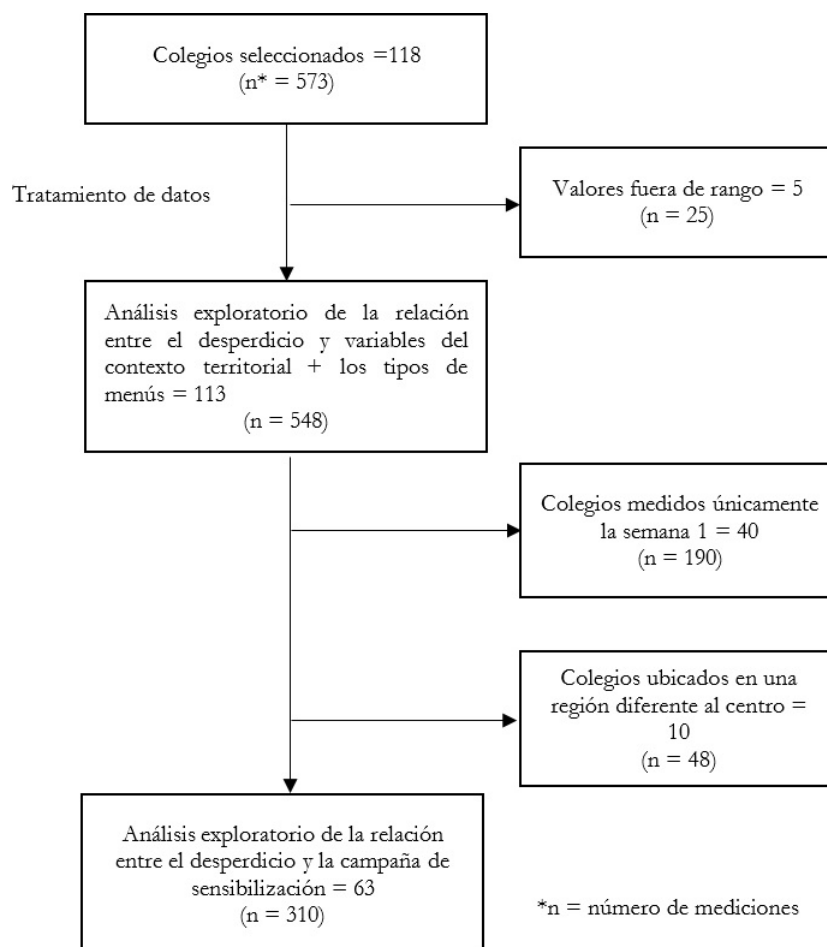 Colegios seleccionados =118
(n* = 573)
Tratamiento de datos
Valores fuera de rango = 5
(n = 25)
Análisis exploratorio de la relación
entre el desperdicio y variables del
contexto territorial + los tipos de
menús = 113
(n = 548)
Colegios medidos únicamente
la semana 1 = 40
(n = 190)
Colegios ubicados en una
región diferente al centro =
10
(n = 48)
Análisis exploratorio de la relación
entre el desperdicio y la campaña de
sensibilización = 63
(n = 310)
*n = número de mediciones